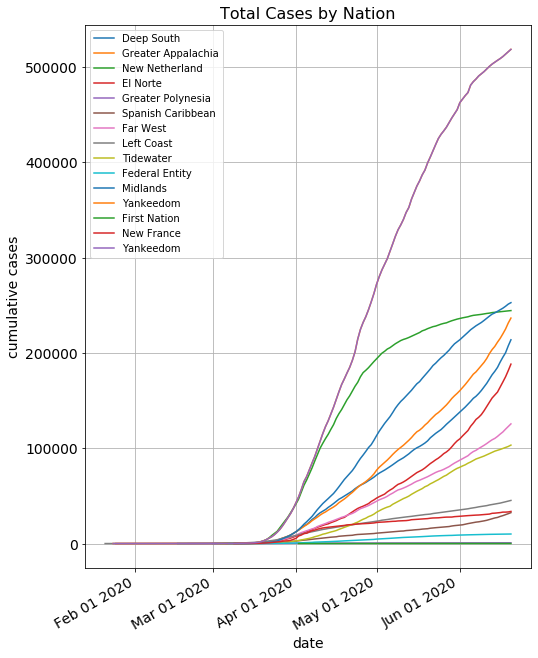 Total Cases by Nation
Deep South
Greater Appalachia
New Netherland
El Norte
Greater Polynesia
Spanish Caribbean
Far West
Left Coast
Tidewater
Federal Entity
Midlands
Yankeedom
First Nation
New France
Yankeedom
500000
400000
300000
200000
100000
0
cumulative cases
Feb 01 2020
Mar 01 2020
Apr 01 2020
May 01 2020
Jun 01 2020
date